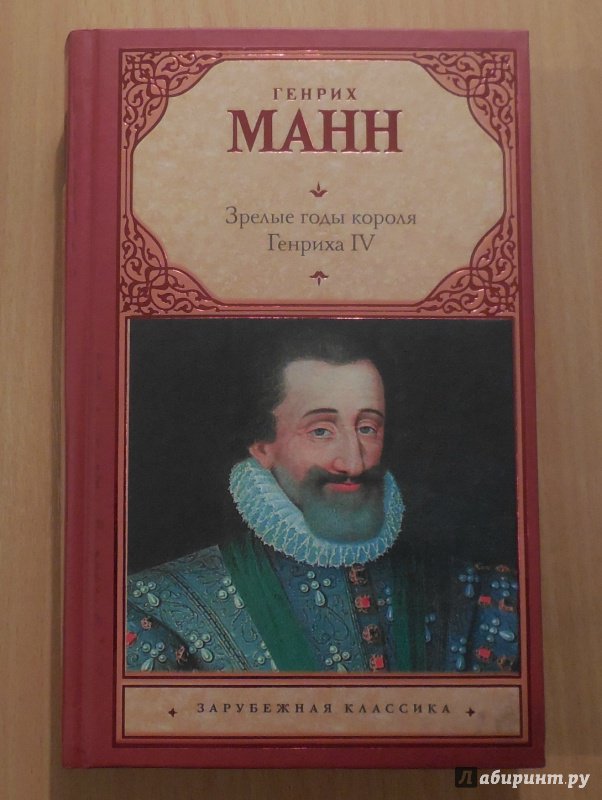 ГЕНРИХ
МАНН
Зрелые годы короля
Генриха IV
ЗАРУБЕЖНАЯ КЛАССИКА
Лабиринт.ру